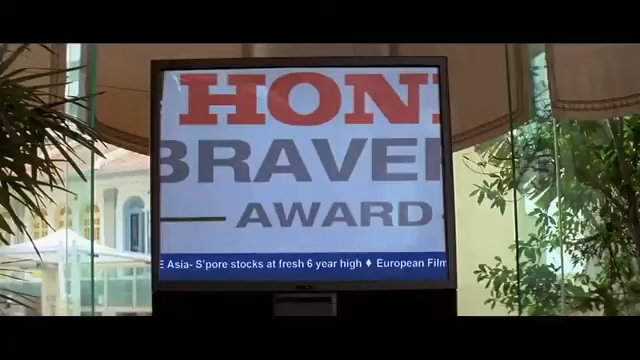 HON
BRAVE
AWARD
E Asia- S'pore stocks at fresh 6 year high ♦ European Film